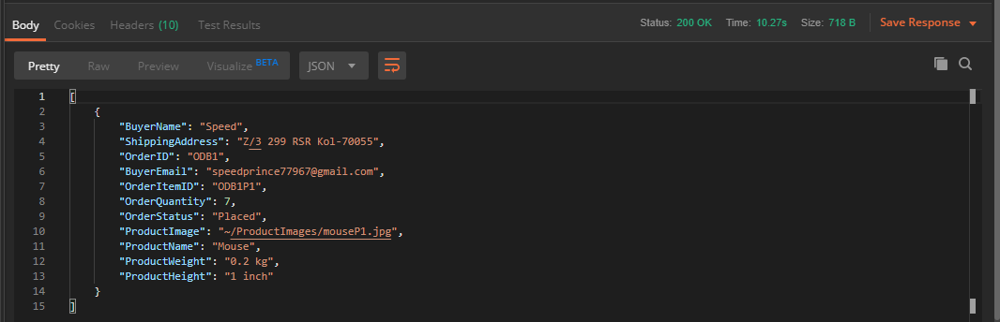 Body Cookies Headers (10) Test Results Status: 200 OK Time: 10.27s Size: 718 B Save Response
Pretty Raw Preview Visualize BETA JSON
1 [
2 {
3 "BuyerName": "Speed",
4 "ShippingAddress": "Z/3 299 RSR Kol-70055",
5 "OrderID": "ODB1",
6 "BuyerEmail": "speedprince77967@gmail.com",
7 "OrderItemID": "ODB1P1",
8 "OrderQuantity": 7,
9 "OrderStatus": "Placed",
10 "ProductImage": "~/ProductImages/mouseP1.jpg",
11 "ProductName": "Mouse",
12 "ProductWeight": "0.2 kg",
13 "ProductHeight": "1 inch"
14 }
15 ]